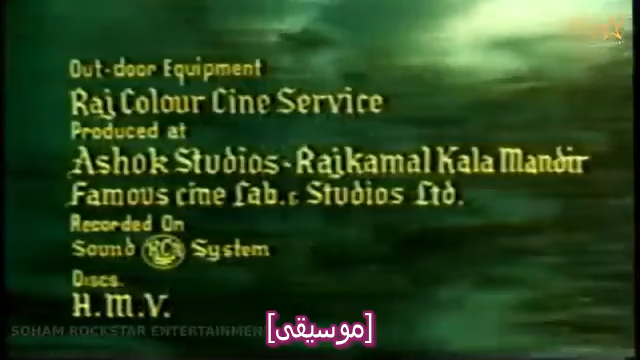 Out-door Equipment
Raj Colour Cine Service
Produced at
Ashok Studios-Rajkamal Kala Mandir
Famous cine Lab. & Studios Ltd.
Recorded On
Sound RCA System
Discs.
H.M.V.
SOHAM ROCKSTAR ENTERTAINMEN
[موسیقی]